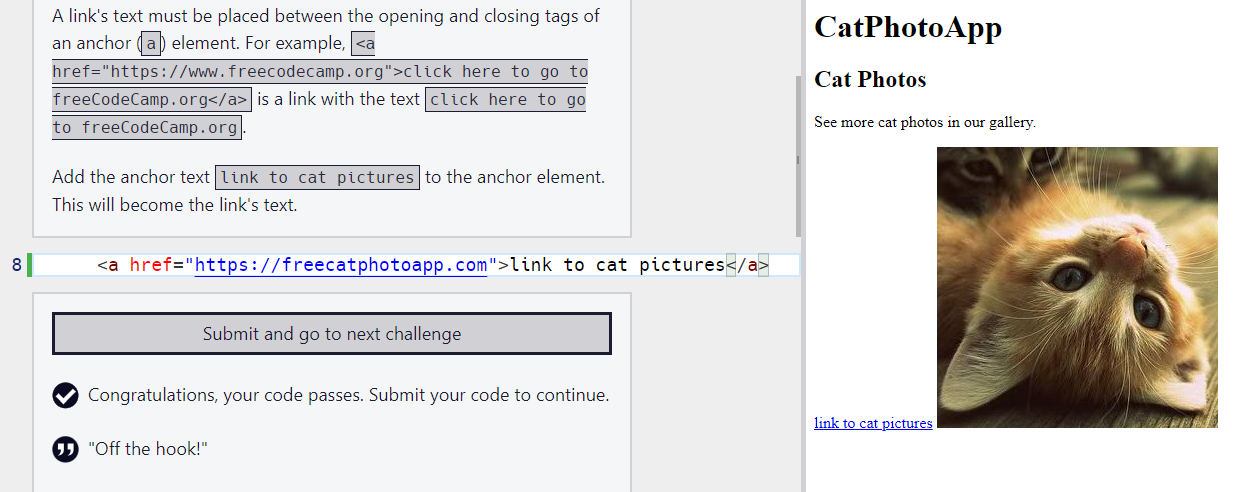 A link's text must be placed between the opening and closing tags of
an anchor (a) element. For example, <a
href="https://www.freecodecamp.org">click here to go to
freeCodeCamp.org</a> is a link with the text click here to go
to freeCodeCamp.org.
Add the anchor text link to cat pictures to the anchor element.
This will become the link's text.
8 <a href="https://freecatphotoapp.com">link to cat pictures</a>
Submit and go to next challenge
Congratulations, your code passes. Submit your code to continue.
"Off the hook!"
CatPhotoApp
Cat Photos
See more cat photos in our gallery.
link to cat pictures